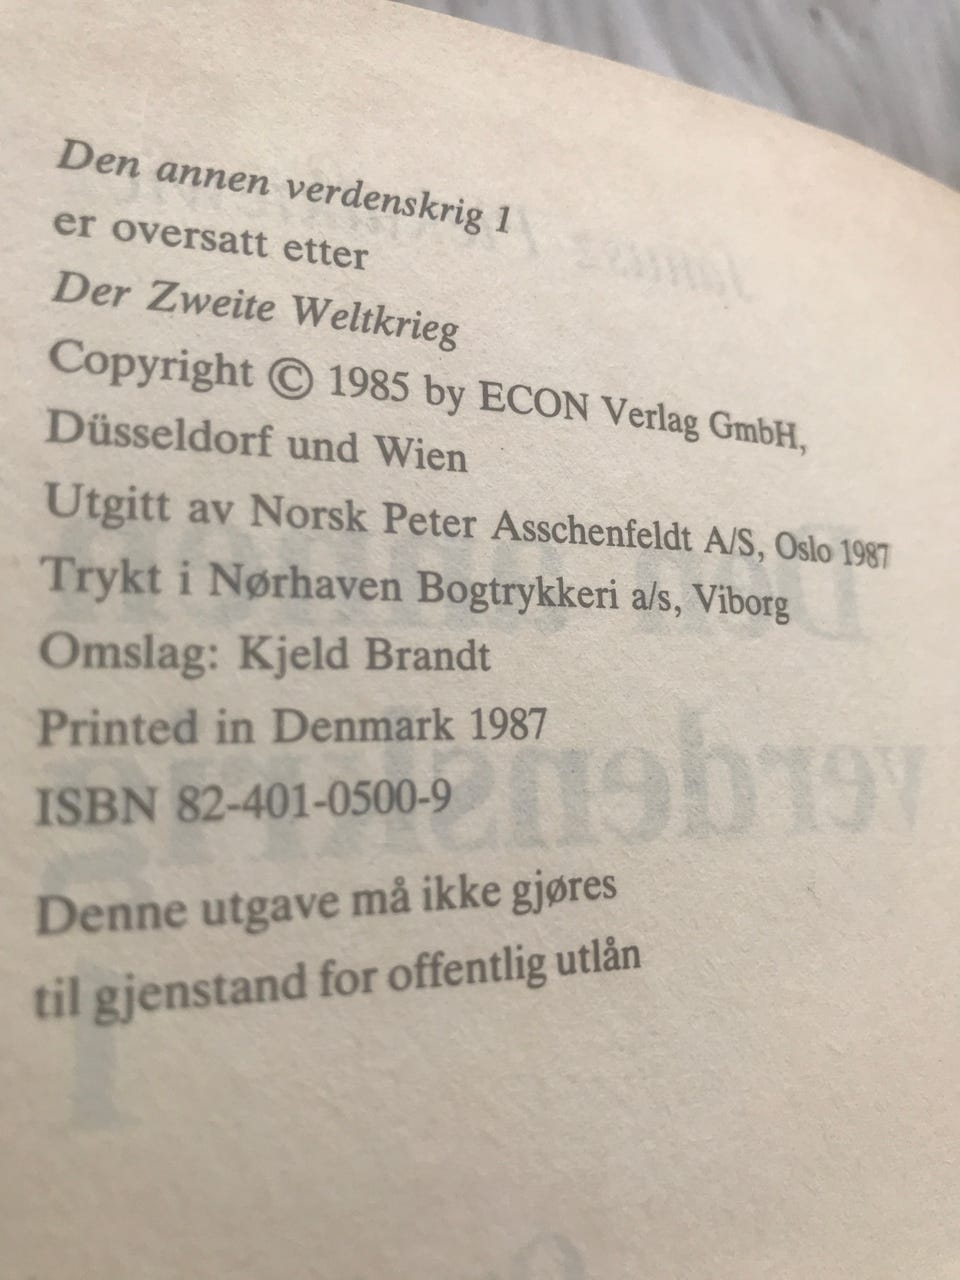 Den annen verdenskrig 1
er oversatt etter
Der Zweite Weltkrieg
Copyright © 1985 by ECON Verlag GmbH,
Düsseldorf und Wien
Utgitt av Norsk Peter Asschenfeldt A/S, Oslo 1987
Trykt i Nørhaven Bogtrykkeri a/s, Viborg
Omslag: Kjeld Brandt
Printed in Denmark 1987
ISBN 82-401-0500-9
Denne utgave må ikke gjøres
til gjenstand for offentlig utlån